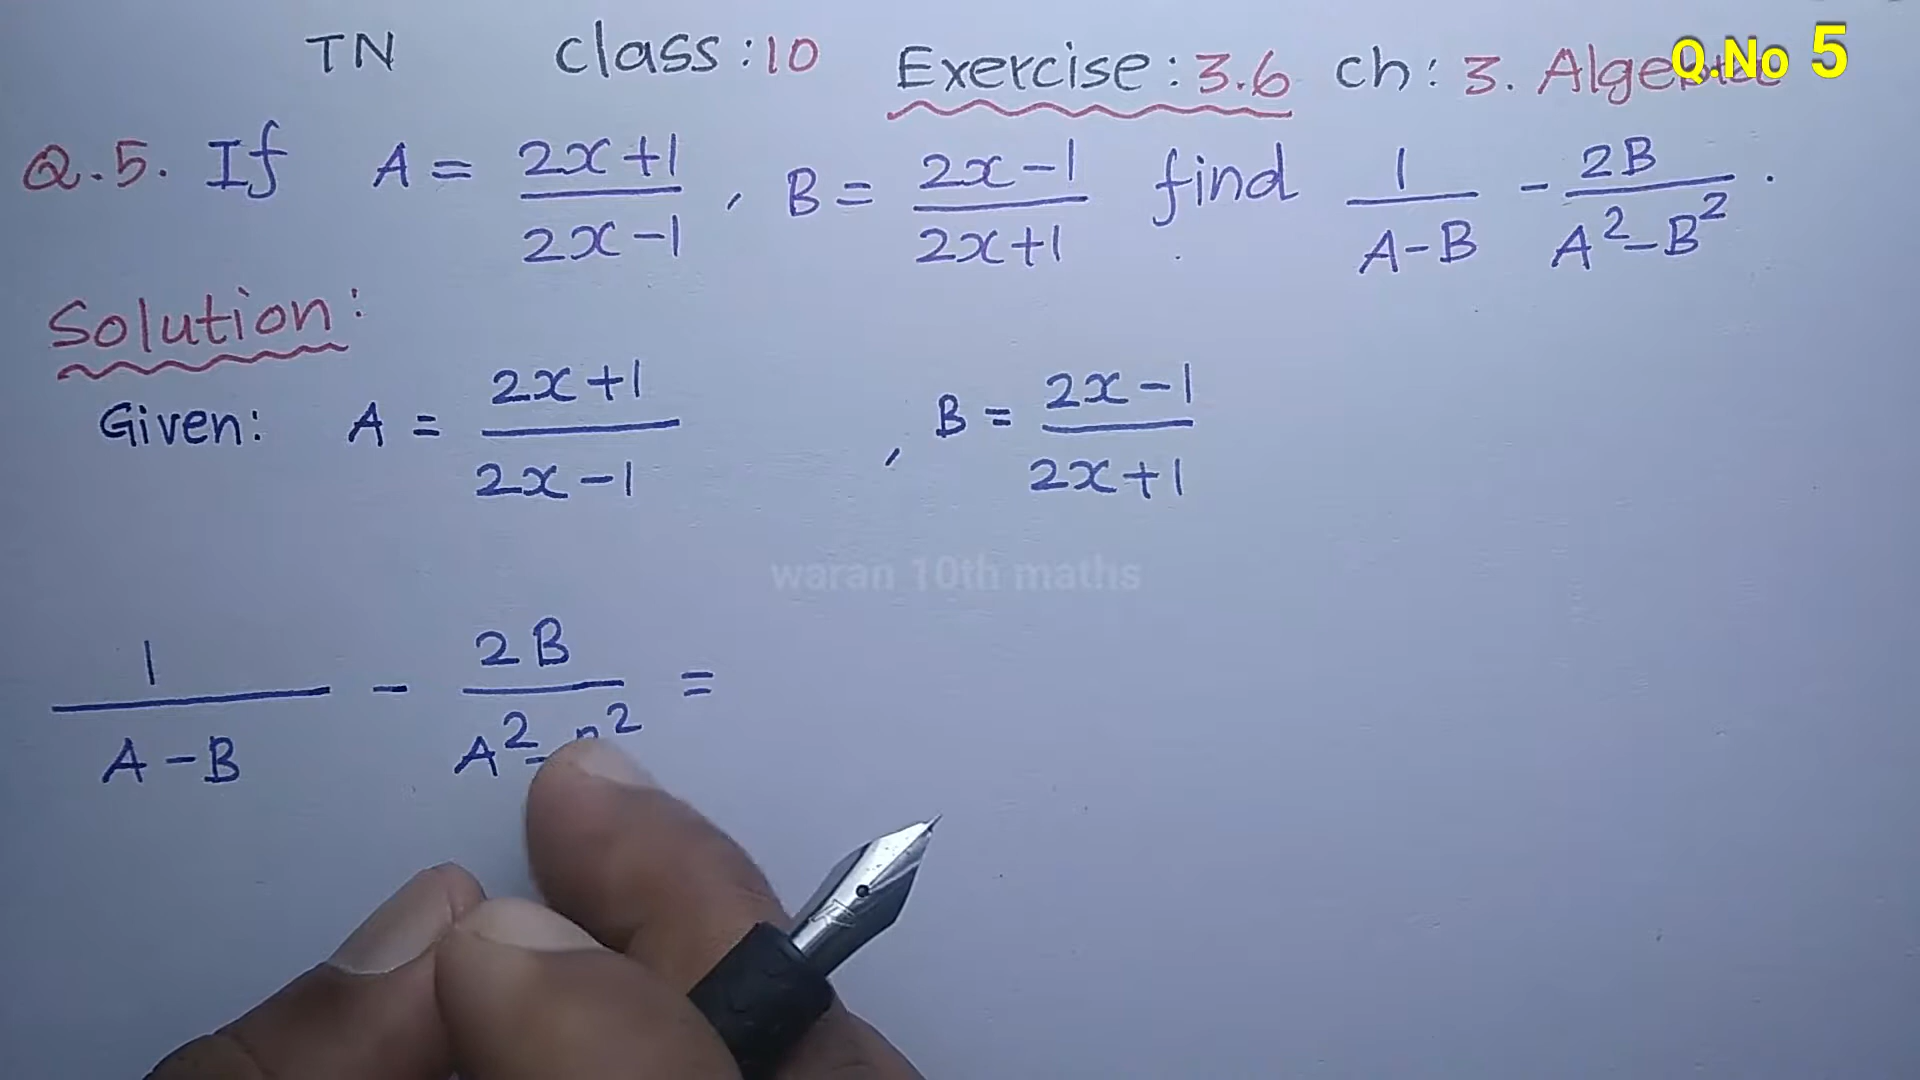 TN class:10 Exercise:3.6 ch: 3. Q.No 5
Q.5. If A = 2x+1/2x-1, B = 2x-1/2x+1 find 1/A-B - 2B/A²-B².
Solution:
Given: A = 2x+1/2x-1, B = 2x-1/2x+1
waran 10th maths
1/A-B - 2B/A²-B² =